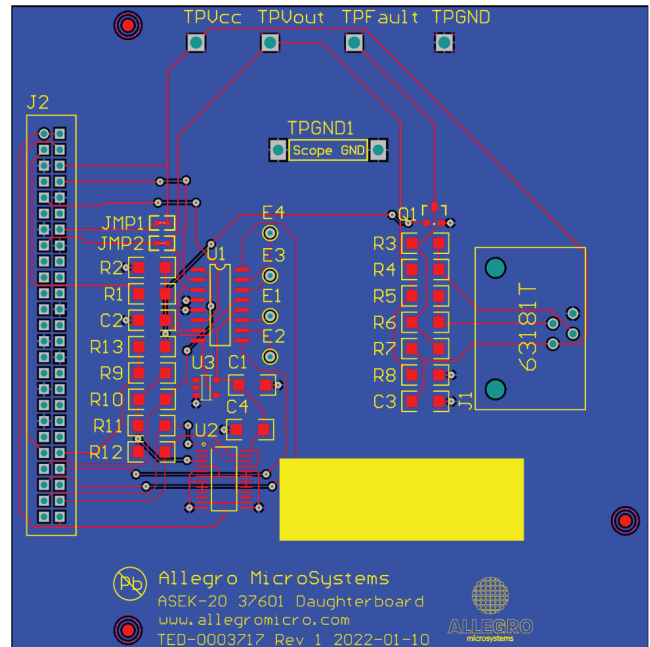 TPVcc TPVout TPFault TPGND
J2
TPGND1
Scope GND
E4
Q1
JMP1
JMP2
U1
R3
E3
R2
R4
R1
R5
E1
C2
R6
63181T
E2
R13
R7
U3
C1
R9
R8
R10
C3
J1
C4
R11
U2
R12
Pb
Allegro MicroSystems
ASEK-20 37601 Daughterboard
www.allegromicro.com
TED-0003717 Rev 1 2022-01-10
ALLEGRO
microsystems